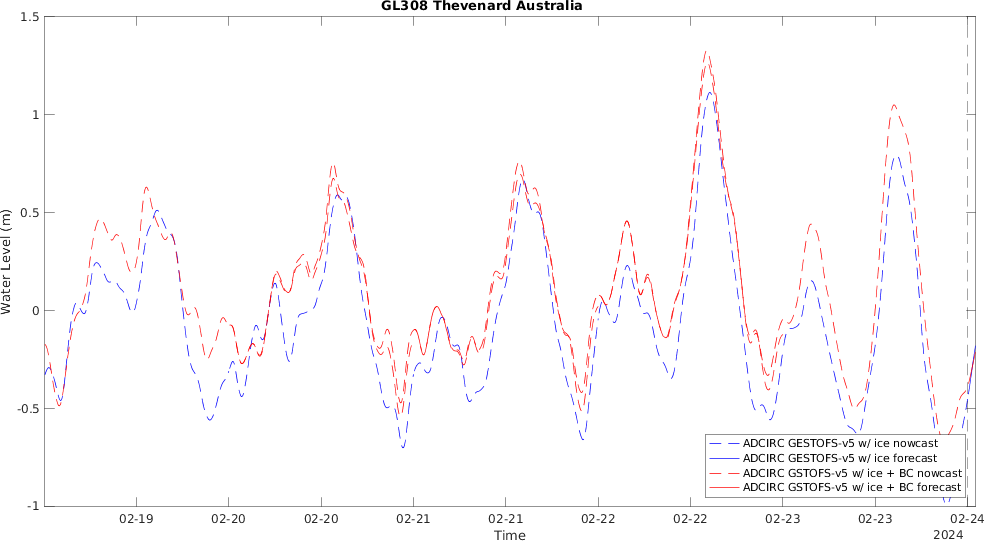 GL308 Thevenard Australia
1.5
1
0.5
0
-0.5
-1
Water Level (m)
ADCIRC GESTOFS-v5 w/ ice nowcast
ADCIRC GESTOFS-v5 w/ ice forecast
ADCIRC GSTOFS-v5 w/ ice + BC nowcast
ADCIRC GSTOFS-v5 w/ ice + BC forecast
02-19 02-20 02-20 02-21 02-21 02-22 02-22 02-23 02-23 02-24
Time
2024